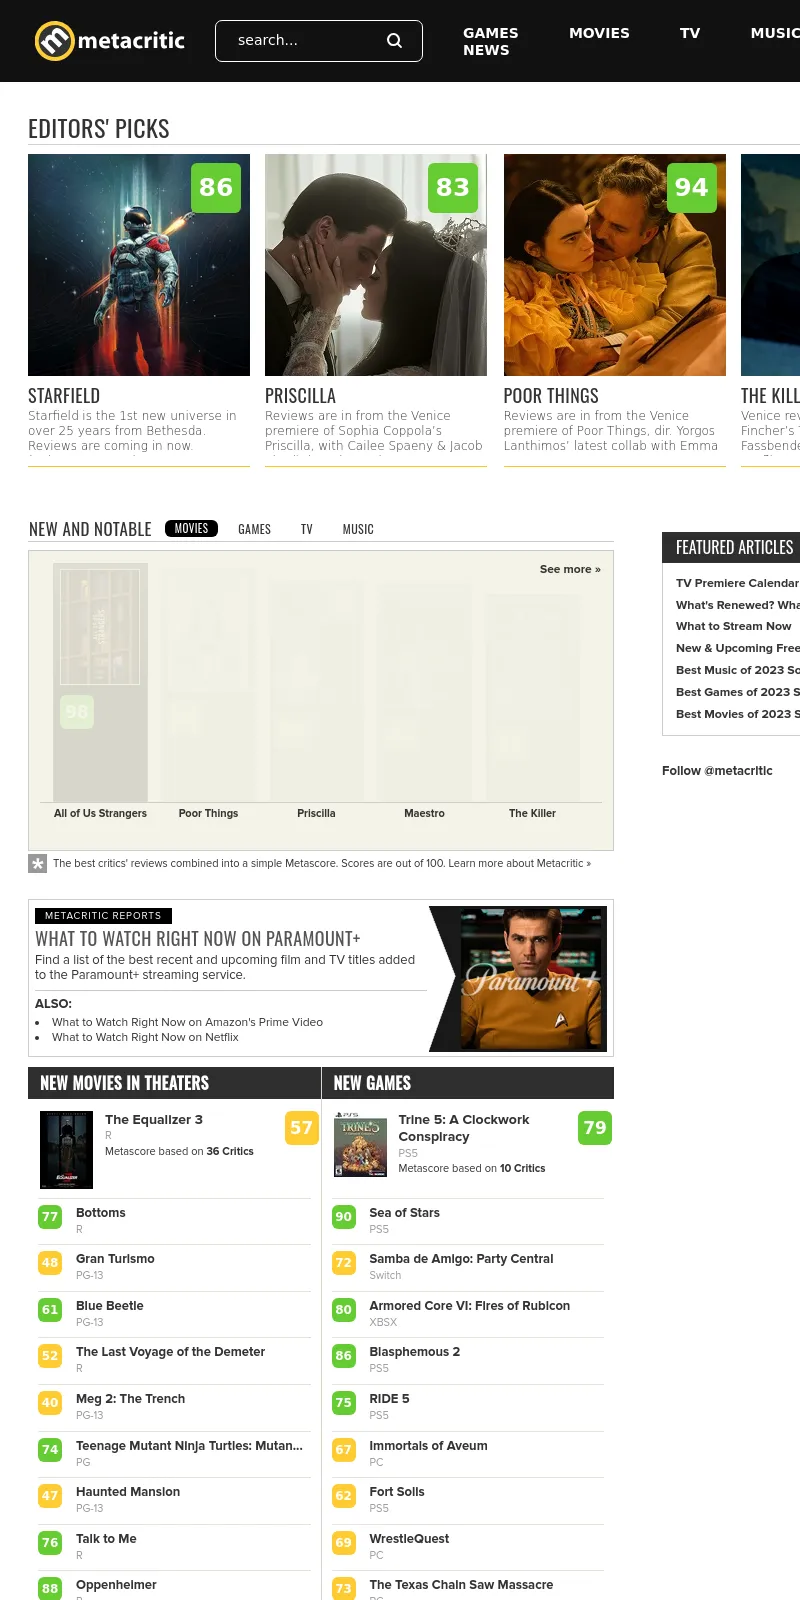 metacritic
search...
GAMES
MOVIES
TV
MUSIC
NEWS
EDITORS' PICKS
86
83
94
STARFIELD
Starfield is the 1st new universe in
over 25 years from Bethesda.
Reviews are coming in now.
PRISCILLA
Reviews are in from the Venice
premiere of Sophia Coppola's
Priscilla, with Cailee Spaeny & Jacob
POOR THINGS
Reviews are in from the Venice
premiere of Poor Things, dir. Yorgos
Lanthimos' latest collab with Emma
THE KILL
Venice rev
Fincher's
Fassbende
NEW AND NOTABLE
MOVIES
GAMES
TV
MUSIC
See more »
98
All of Us Strangers
Poor Things
Priscilla
Maestro
The Killer
* The best critics' reviews combined into a simple Metascore. Scores are out of 100. Learn more about Metacritic »
FEATURED ARTICLES
TV Premiere Calendar
What's Renewed? Wha
What to Stream Now
New & Upcoming Free
Best Music of 2023 So
Best Games of 2023 S
Best Movies of 2023 S
Follow @metacritic
METACRITIC REPORTS
WHAT TO WATCH RIGHT NOW ON PARAMOUNT+
Find a list of the best recent and upcoming film and TV titles added
to the Paramount+ streaming service.
ALSO:
• What to Watch Right Now on Amazon's Prime Video
• What to Watch Right Now on Netflix
Paramount+
NEW MOVIES IN THEATERS
The Equalizer 3
R
Metascore based on 36 Critics
57
77 Bottoms
R
48 Gran Turismo
PG-13
61 Blue Beetle
PG-13
52 The Last Voyage of the Demeter
R
40 Meg 2: The Trench
PG-13
74 Teenage Mutant Ninja Turtles: Mutan...
PG
47 Haunted Mansion
PG-13
76 Talk to Me
R
88 Oppenheimer
NEW GAMES
PS5
TRINE 5
Trine 5: A Clockwork
Conspiracy
PS5
Metascore based on 10 Critics
79
90 Sea of Stars
PS5
72 Samba de Amigo: Party Central
Switch
80 Armored Core VI: Fires of Rubicon
XBSX
86 Blasphemous 2
PS5
75 RIDE 5
PS5
67 Immortals of Aveum
PC
62 Fort Solis
PS5
69 WrestleQuest
PC
73 The Texas Chain Saw Massacre